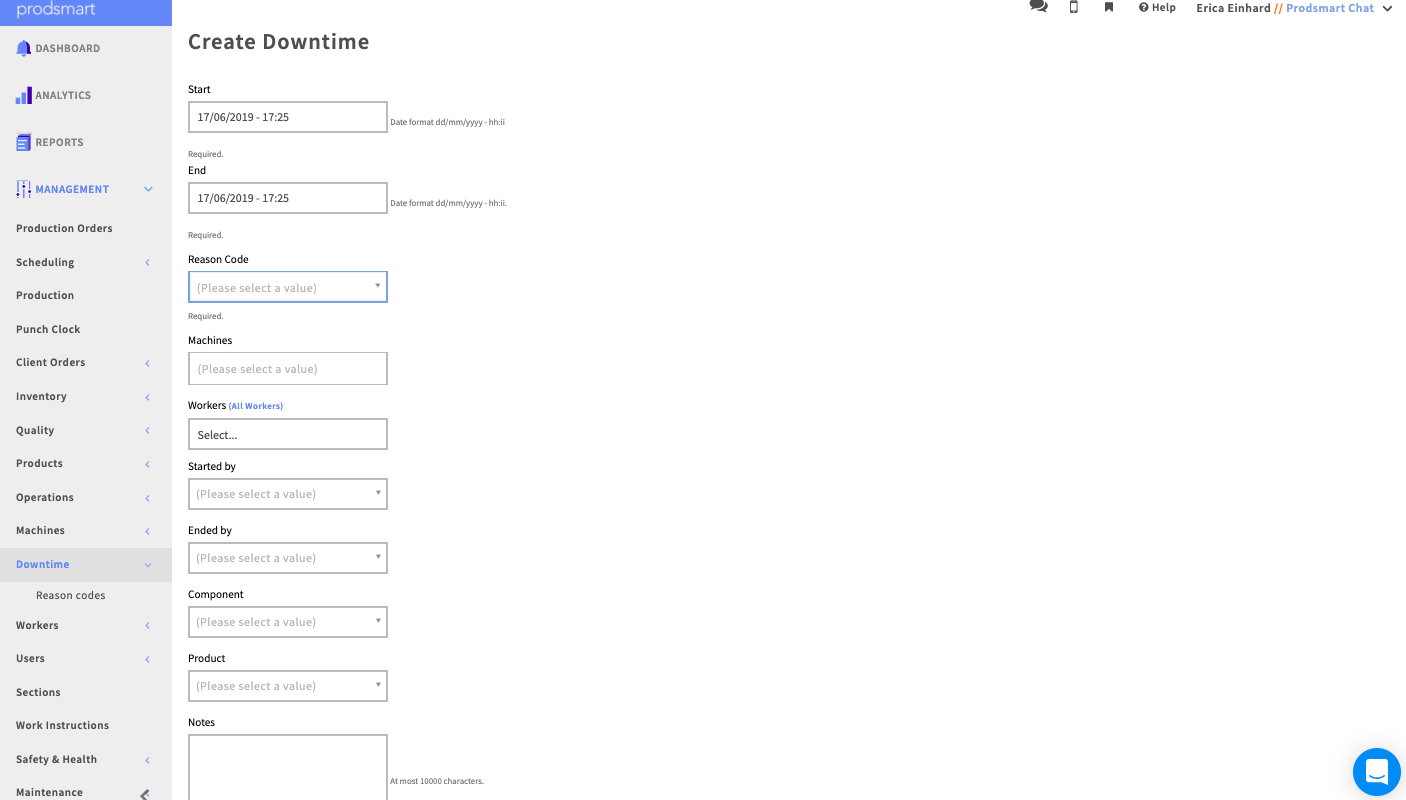 prodsmart
Help
Erica Einhard // Prodsmart Chat
DASHBOARD
ANALYTICS
REPORTS
MANAGEMENT
Production Orders
Scheduling
Production
Punch Clock
Client Orders
Inventory
Quality
Products
Operations
Machines
Downtime
Reason codes
Workers
Users
Sections
Work Instructions
Safety & Health
Maintenance
Create Downtime
Start
17/06/2019 - 17:25
Date format dd/mm/yyyy - hh:ii
Required.
End
17/06/2019 - 17:25
Date format dd/mm/yyyy - hh:ii.
Required.
Reason Code
(Please select a value)
Required.
Machines
(Please select a value)
Workers (All Workers)
Select...
Started by
(Please select a value)
Ended by
(Please select a value)
Component
(Please select a value)
Product
(Please select a value)
Notes
At most 10000 characters.